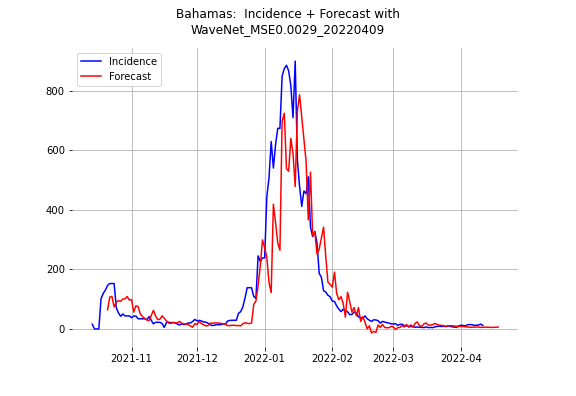 Bahamas:  Incidence + Forecast with
WaveNet_MSE0.0029_20220409
Incidence
Forecast
800
600
400
200
0
2021-11
2021-12
2022-01
2022-02
2022-03
2022-04